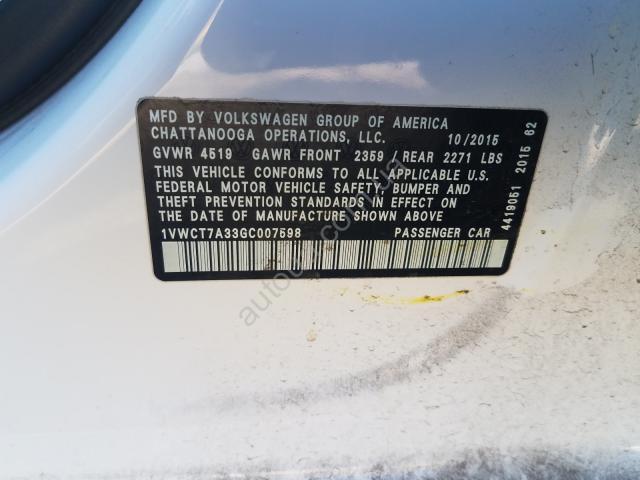 MFD BY VOLKSWAGEN GROUP OF AMERICA
CHATTANOOGA OPERATIONS, LLC. 10/2015
GVWR 4519 GAWR FRONT 2359 REAR 2271 LBS
THIS VEHICLE CONFORMS TO ALL APPLICABLE U.S.
FEDERAL MOTOR VEHICLE SAFETY, BUMPER AND
THEFT PREVENTION STANDARDS IN EFFECT ON THE
DATE OF MANUFACTURE SHOWN ABOVE
1VWCT7A33GC007598 PASSENGER CAR
4419051 2015 62